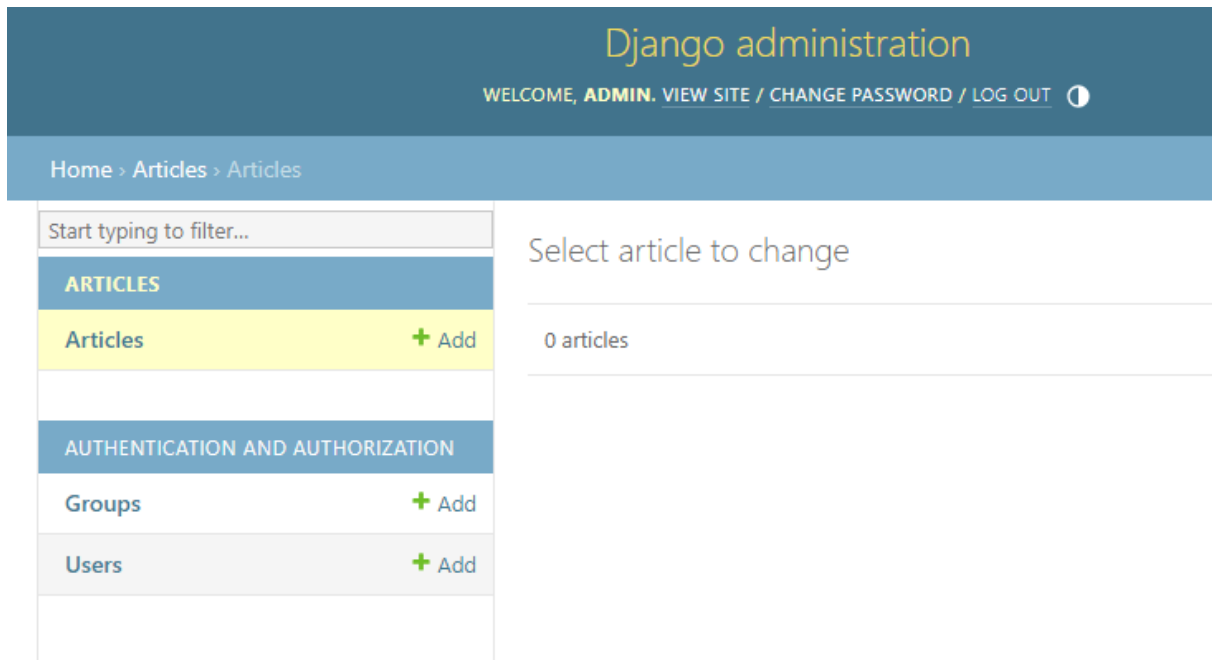 Django administration
WELCOME, ADMIN. VIEW SITE / CHANGE PASSWORD / LOG OUT
Home › Articles › Articles
Start typing to filter...
ARTICLES
Articles + Add
AUTHENTICATION AND AUTHORIZATION
Groups + Add
Users + Add
Select article to change
0 articles